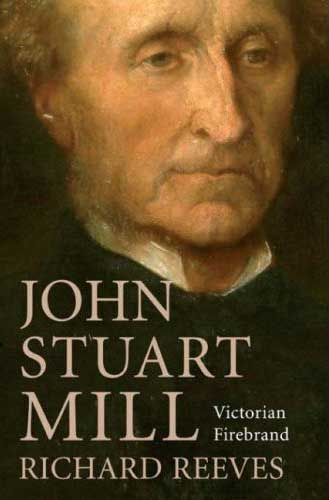 JOHN
STUART
MILL
Victorian
Firebrand
RICHARD REEVES